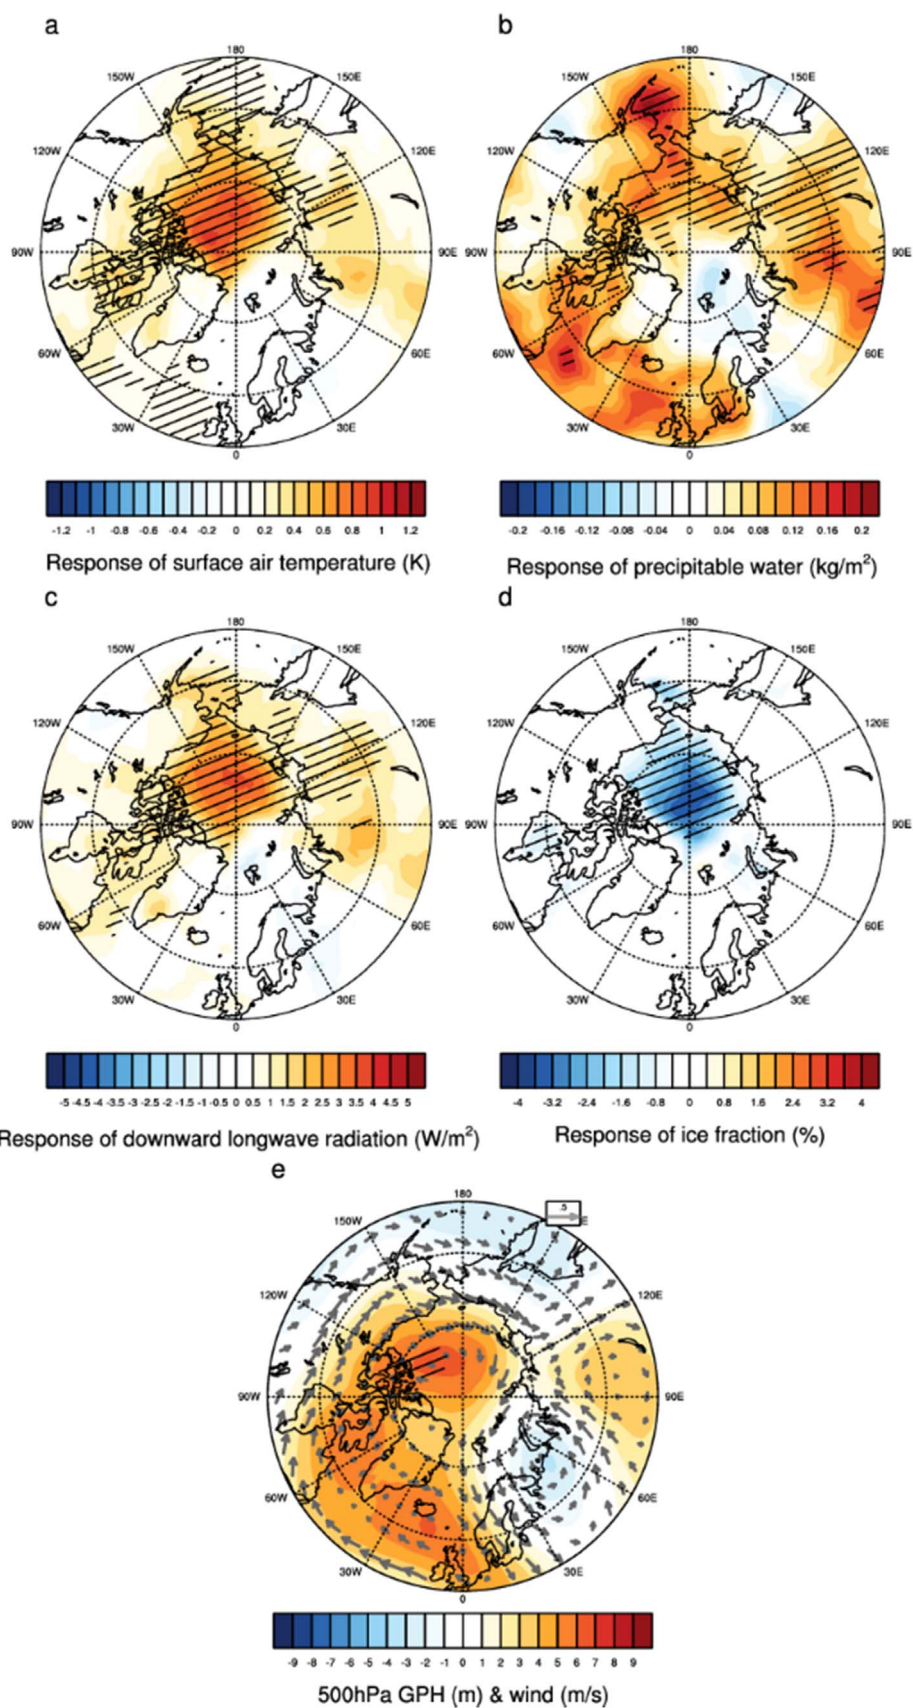 a
180
150W
150E
120W
120E
90W
90E
60W
60E
30W
30E
0
-1.2 -1 -0.8 -0.6 -0.4 -0.2 0 0.2 0.4 0.6 0.8 1 1.2
Response of surface air temperature (K)
b
180
150W
150E
120W
120E
90W
90E
60W
60E
30W
30E
0
-0.2 -0.16 -0.12 -0.08 -0.04 0 0.04 0.08 0.12 0.16 0.2
Response of precipitable water (kg/m²)
c
180
150W
150E
120W
120E
90W
90E
60W
60E
30W
30E
0
-5 -4.5 -4 -3.5 -3 -2.5 -2 -1.5 -1 -0.5 0 0.5 1 1.5 2 2.5 3 3.5 4 4.5 5
Response of downward longwave radiation (W/m²)
d
180
150W
150E
120W
120E
90W
90E
60W
60E
30W
30E
0
-4 -3.2 -2.4 -1.6 -0.8 0 0.8 1.6 2.4 3.2 4
Response of ice fraction (%)
e
180
150W
.5
E
120W
120E
90W
90E
60W
60E
30W
30E
0
-9 -8 -7 -6 -5 -4 -3 -2 -1 0 1 2 3 4 5 6 7 8 9
500hPa GPH (m) & wind (m/s)